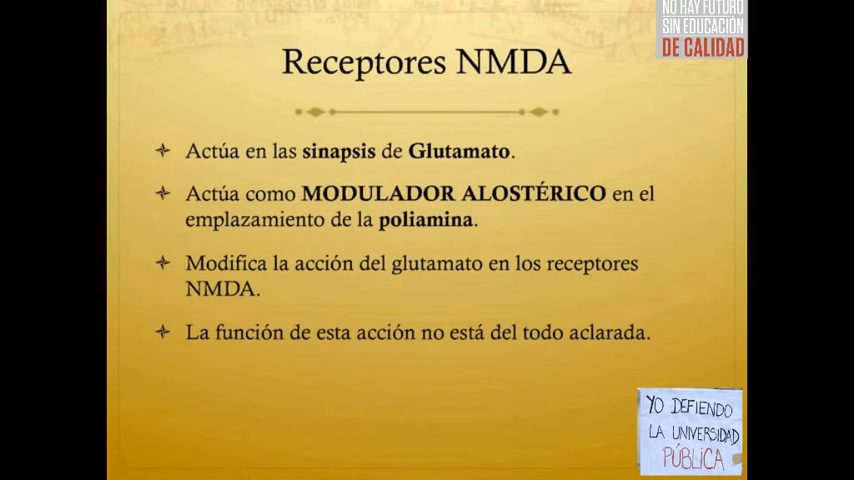 NO HAY FUTURO
SIN EDUCACIÓN
DE CALIDAD
Receptores NMDA
Actúa en las sinapsis de Glutamato.
Actúa como MODULADOR ALOSTÉRICO en el
emplazamiento de la poliamina.
Modifica la acción del glutamato en los receptores
NMDA.
La función de esta acción no está del todo aclarada.
YO DEFIENDO
LA UNIVERSIDAD
PÚBLICA